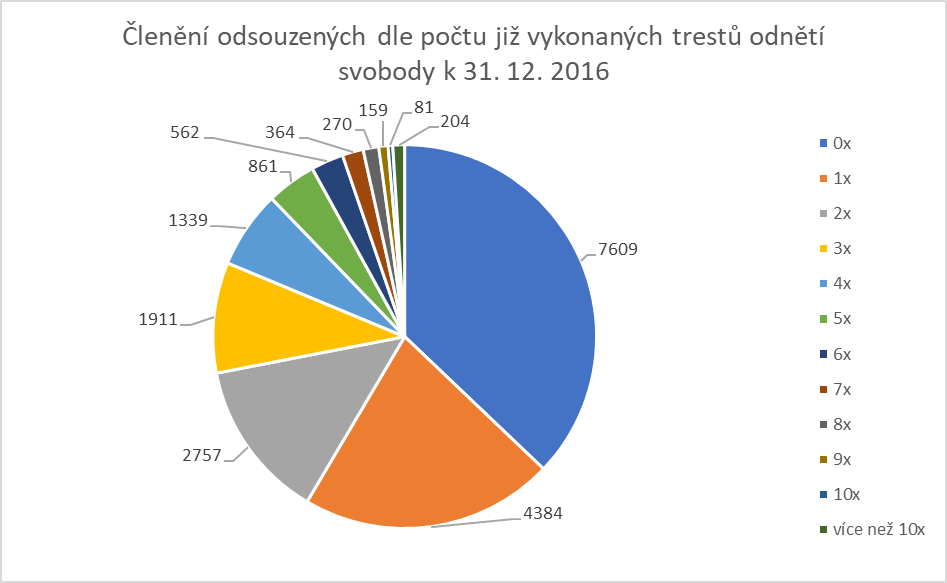 Členění odsouzených dle počtu již vykonaných trestů odnětí
svobody k 31. 12. 2016
7609
4384
2757
1911
1339
861
562
364
270
159
81
204
0x
1x
2x
3x
4x
5x
6x
7x
8x
9x
10x
více než 10x